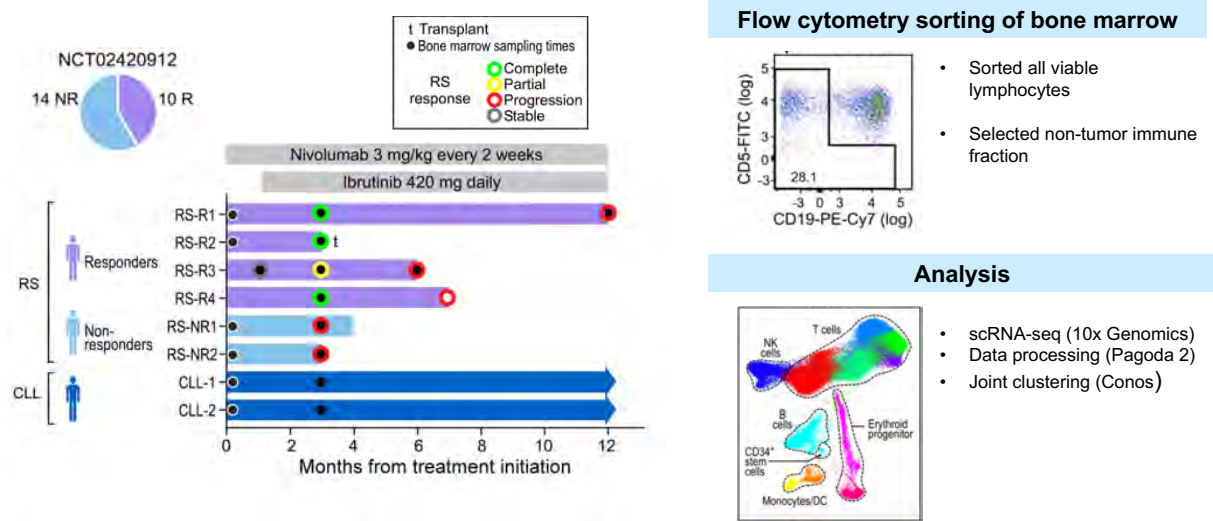 NCT02420912
14 NR
10 R
t Transplant
Bone marrow sampling times
RS
response
Complete
Partial
Progression
Stable
Nivolumab 3 mg/kg every 2 weeks
Ibrutinib 420 mg daily
RS
Responders
Non-
responders
CLL
RS-R1
RS-R2
t
RS-R3
RS-R4
RS-NR1
RS-NR2
CLL-1
CLL-2
0 2 4 6 8 10 12
Months from treatment initiation
Flow cytometry sorting of bone marrow
CD5-FITC (log)
5
4
3
0
-3
28.1
-3 0 3 4 5
CD19-PE-Cy7 (log)
• Sorted all viable
lymphocytes
• Selected non-tumor immune
fraction
Analysis
T cells
NK
cells
B
cells
Erythroid
progenitor
CD34+
stem
cells
Monocytes/DC
• scRNA-seq (10x Genomics)
• Data processing (Pagoda 2)
• Joint clustering (Conos)